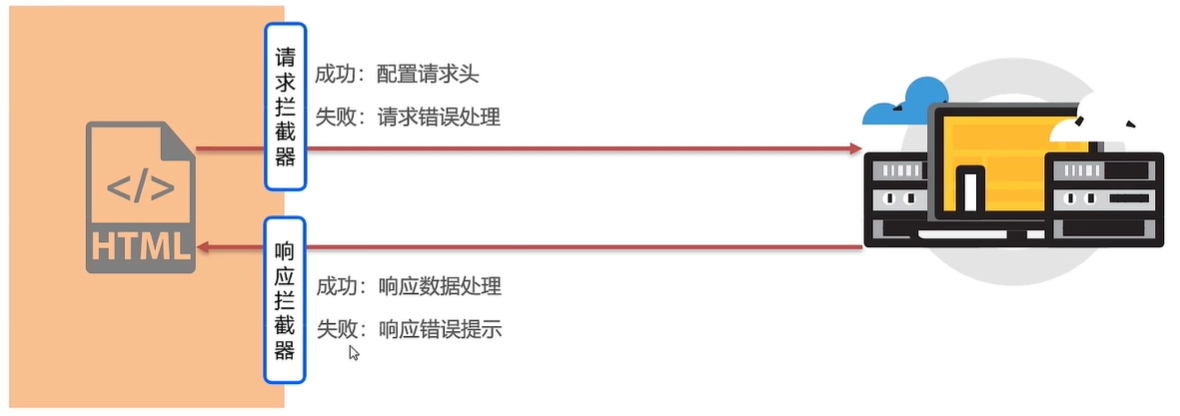 请求拦截器
成功：配置请求头
失败：请求错误处理
</>
HTML
响应拦截器
成功：响应数据处理
失败：响应错误提示